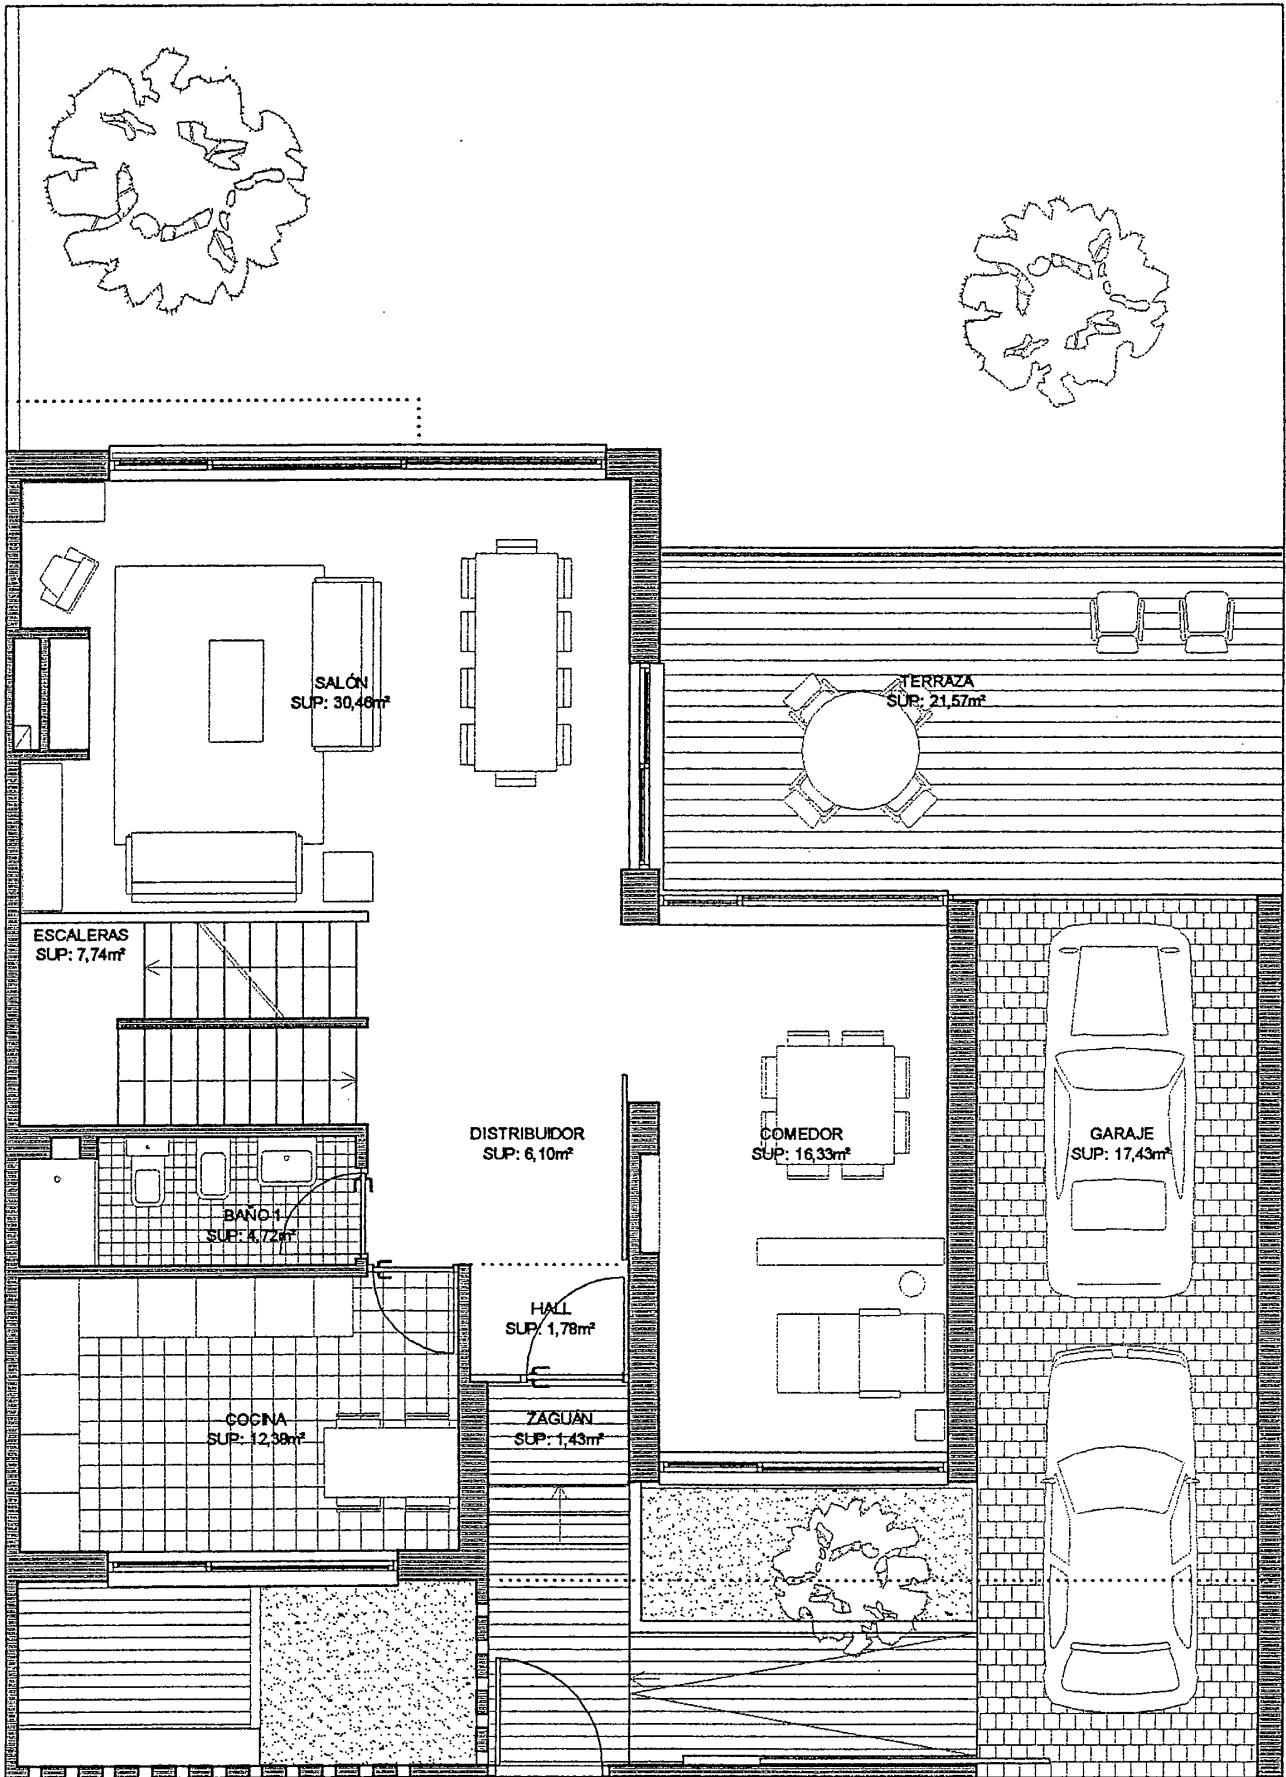 SALÓN
SUP: 30,46m²
TERRAZA
SUP: 21,57m²
ESCALERAS
SUP: 7,74m²
DISTRIBUIDOR
SUP: 6,10m²
COMEDOR
SUP: 16,33m²
GARAJE
SUP: 17,43m²
BAÑO 1
SUP: 4,72m²
HALL
SUP: 1,78m²
COCINA
SUP: 12,39m²
ZAGUÁN
SUP: 1,43m²